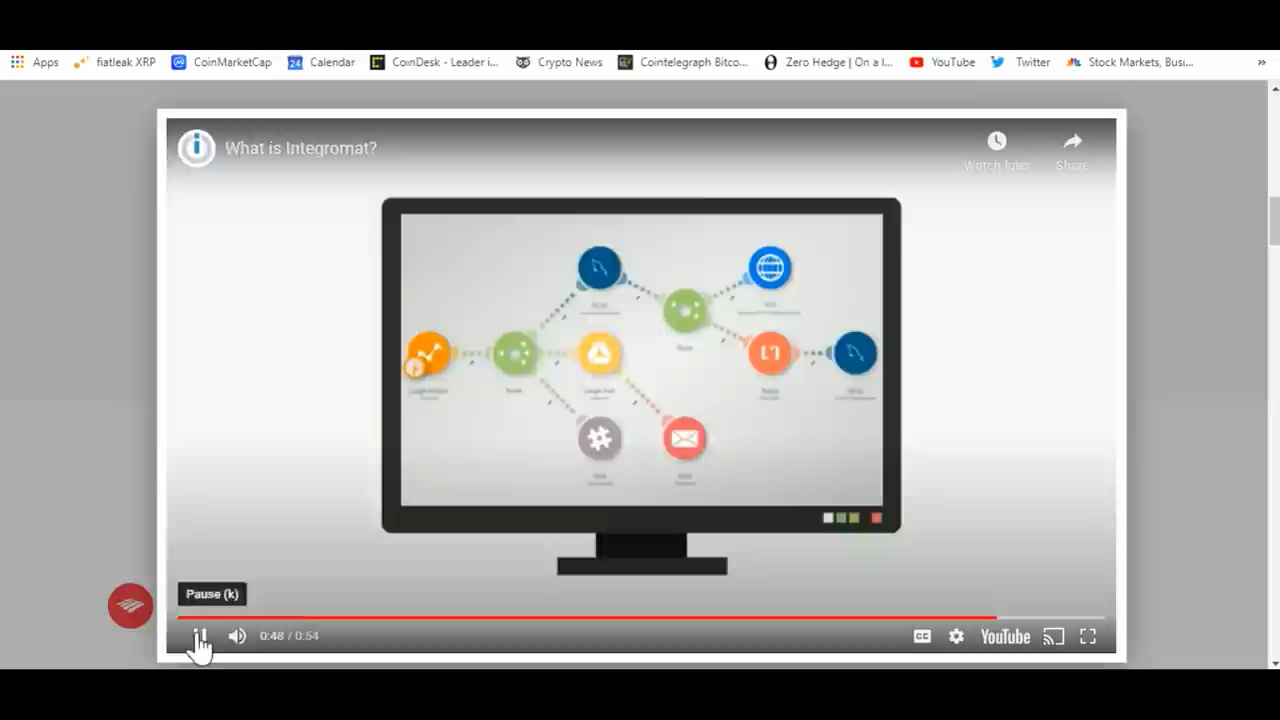 Apps
fiatleak XRP
CoinMarketCap
24
Calendar
CoinDesk - Leader i...
Crypto News
Cointelegraph Bitco...
Zero Hedge | On a I...
YouTube
Twitter
Stock Markets, Busi...
»
What is Integromat?
Watch later
Share
Pause (k)
0:48 / 0:54
CC
YouTube